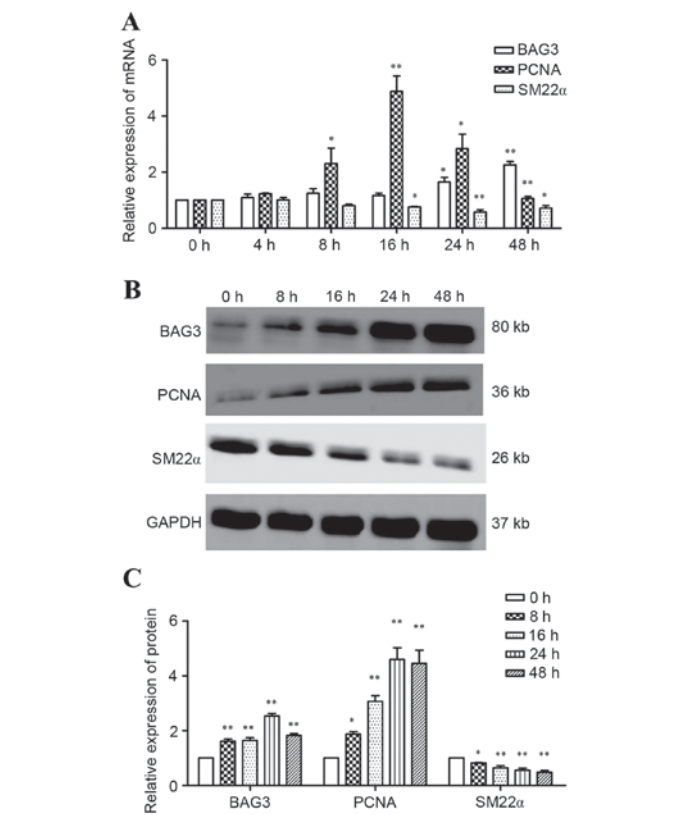 A
Relative expression of mRNA
6
4
2
0
BAG3
PCNA
SM22α
*
**
*
*
*
**
**
**
*
0 h 4 h 8 h 16 h 24 h 48 h
B
0 h 8 h 16 h 24 h 48 h
BAG3 80 kb
PCNA 36 kb
SM22α 26 kb
GAPDH 37 kb
C
Relative expression of protein
6
4
2
0
0 h
8 h
16 h
24 h
48 h
** ** ** **
* ** ** **
* ** ** **
BAG3 PCNA SM22α